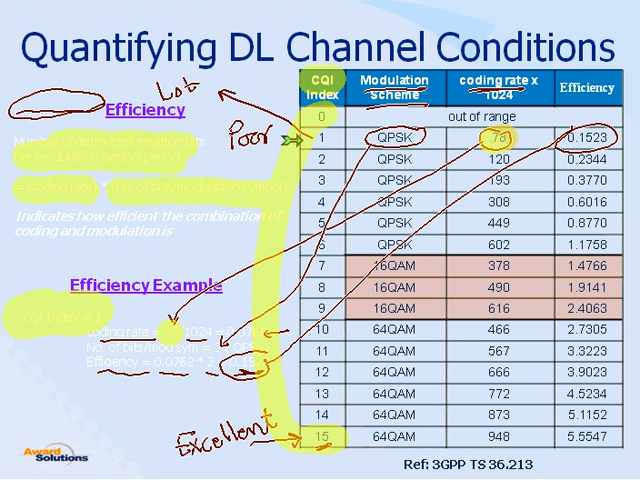 Quantifying DL Channel Conditions
Lot
Efficiency
Poor
Number of distinct information bits
per modulation symbol
= (coding rate) * (no. of bits/modulation symbol)
Indicates how efficient the combination of
coding and modulation is
Efficiency Example
CQI Index = 1
coding rate = 78/1024 =
No. of bits/mod sym = 2
Efficiency = 0.0762 * 2
Excellent
CQI Index Modulation scheme coding rate x 1024 Efficiency
0 out of range
1 QPSK 78 0.1523
2 QPSK 120 0.2344
3 QPSK 193 0.3770
4 QPSK 308 0.6016
5 QPSK 449 0.8770
6 QPSK 602 1.1758
7 16QAM 378 1.4766
8 16QAM 490 1.9141
9 16QAM 616 2.4063
10 64QAM 466 2.7305
11 64QAM 567 3.3223
12 64QAM 666 3.9023
13 64QAM 772 4.5234
14 64QAM 873 5.1152
15 64QAM 948 5.5547
Award
Solutions
Ref: 3GPP TS 36.213